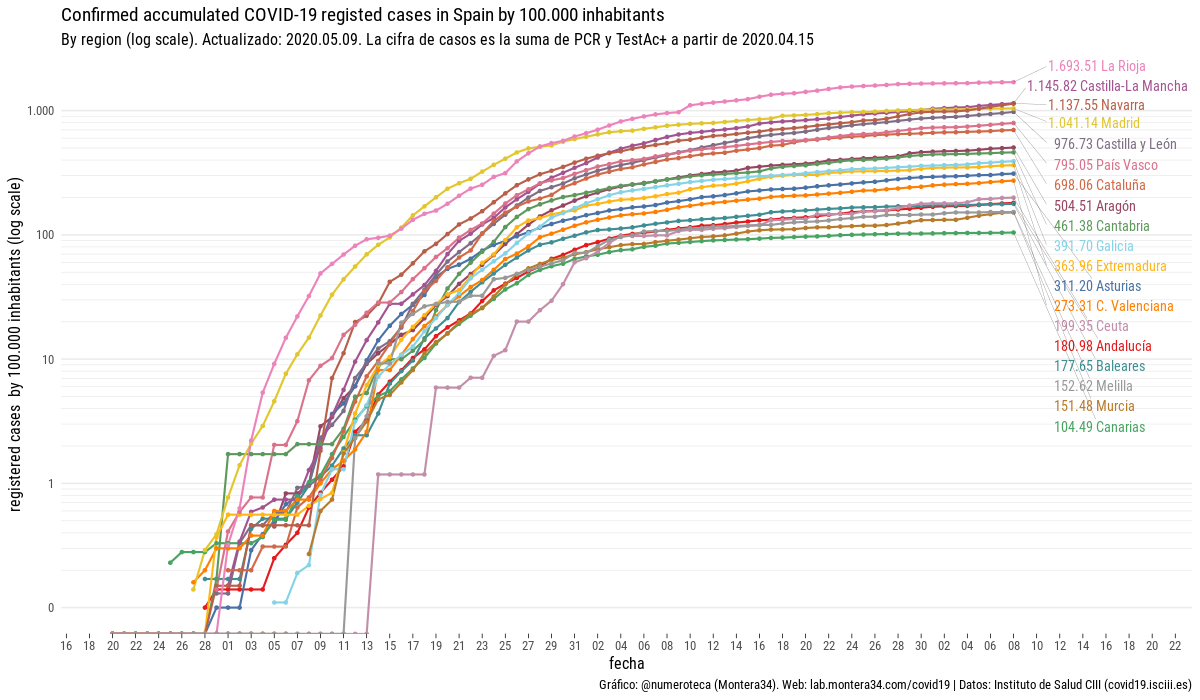 Confirmed accumulated COVID-19 registed cases in Spain by 100.000 inhabitants
By region (log scale). Actualizado: 2020.05.09. La cifra de casos es la suma de PCR y TestAc+ a partir de 2020.04.15
registered cases by 100.000 inhabitants (log scale)
1.000
100
10
1
0
1.693.51 La Rioja
1.145.82 Castilla-La Mancha
1.137.55 Navarra
1.041.14 Madrid
976.73 Castilla y León
795.05 País Vasco
698.06 Cataluña
504.51 Aragón
461.38 Cantabria
391.70 Galicia
363.96 Extremadura
311.20 Asturias
273.31 C. Valenciana
199.35 Ceuta
180.98 Andalucía
177.65 Baleares
152.62 Melilla
151.48 Murcia
104.49 Canarias
16 18 20 22 24 26 28 01 03 05 07 09 11 13 15 17 19 21 23 25 27 29 31 02 04 06 08 10 12 14 16 18 20 22 24 26 28 30 02 04 06 08 10 12 14 16 18 20 22
fecha
Gráfico: @numeroteca (Montera34). Web: lab.montera34.com/covid19 | Datos: Instituto de Salud CIII (covid19.isciii.es)